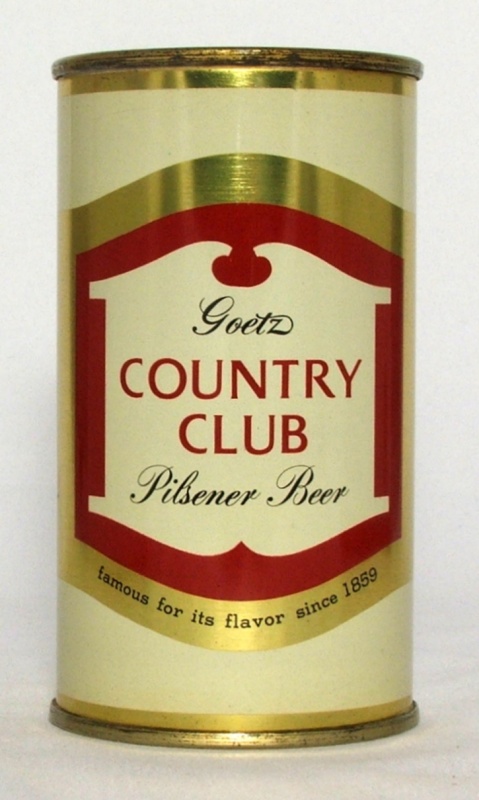 Goetz
COUNTRY
CLUB
Pilsener Beer
famous for its flavor since 1859